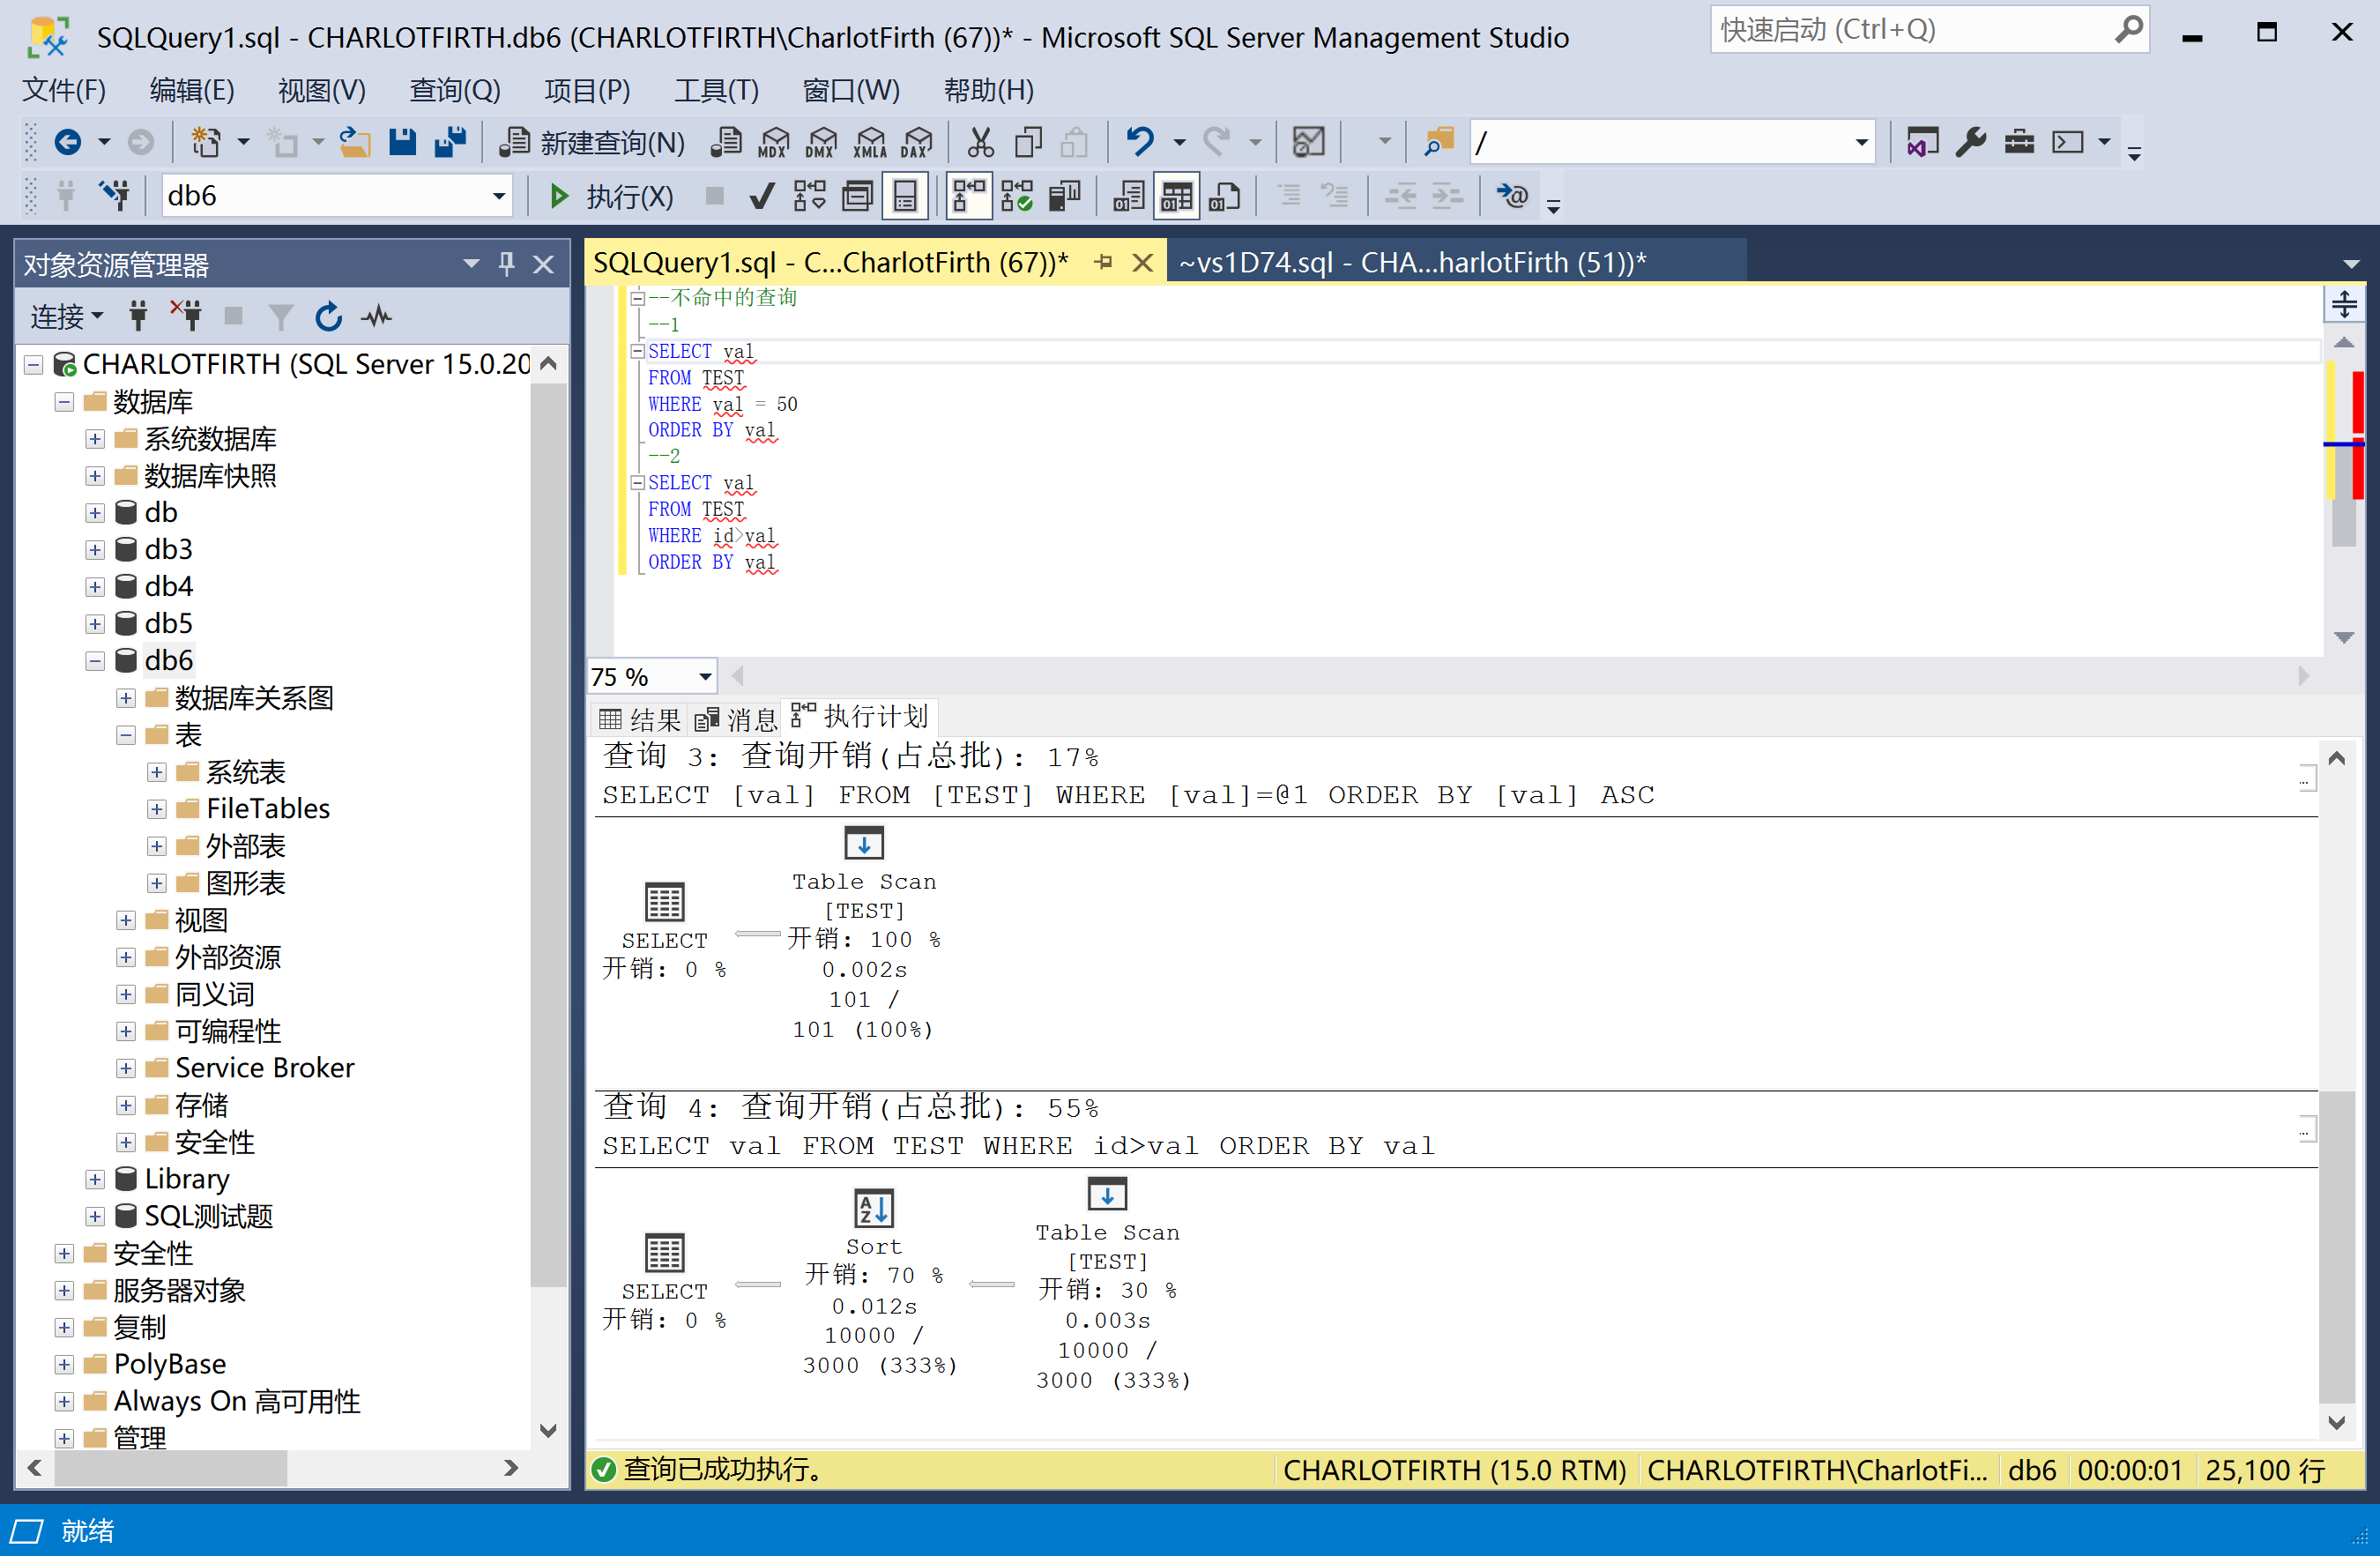 SQLQuery1.sql - CHARLOTFIRTH.db6 (CHARLOTFIRTH\CharlotFirth (67))* - Microsoft SQL Server Management Studio
快速启动 (Ctrl+Q)
文件(F) 编辑(E) 视图(V) 查询(Q) 项目(P) 工具(T) 窗口(W) 帮助(H)
新建查询(N) MDX DMX XMLA DAX /
db6 执行(X)
对象资源管理器
连接
CHARLOTFIRTH (SQL Server 15.0.20
数据库
系统数据库
数据库快照
db
db3
db4
db5
db6
数据库关系图
表
系统表
FileTables
外部表
图形表
视图
外部资源
同义词
可编程性
Service Broker
存储
安全性
Library
SQL测试题
安全性
服务器对象
复制
PolyBase
Always On 高可用性
管理
SQLQuery1.sql - C...CharlotFirth (67))* ~vs1D74.sql - CHA...harlotFirth (51))*
--不命中的查询
--1
SELECT val
FROM TEST
WHERE val = 50
ORDER BY val
--2
SELECT val
FROM TEST
WHERE id>val
ORDER BY val
75 %
结果 消息 执行计划
查询 3: 查询开销(占总批): 17%
SELECT [val] FROM [TEST] WHERE [val]=@1 ORDER BY [val] ASC
...
SELECT
开销: 0 %
Table Scan
[TEST]
开销: 100 %
0.002s
101 /
101 (100%)
查询 4: 查询开销(占总批): 55%
SELECT val FROM TEST WHERE id>val ORDER BY val
...
SELECT
开销: 0 %
Sort
开销: 70 %
0.012s
10000 /
3000 (333%)
Table Scan
[TEST]
开销: 30 %
0.003s
10000 /
3000 (333%)
查询已成功执行。 CHARLOTFIRTH (15.0 RTM) CHARLOTFIRTH\CharlotFi... db6 00:00:01 25,100 行
就绪